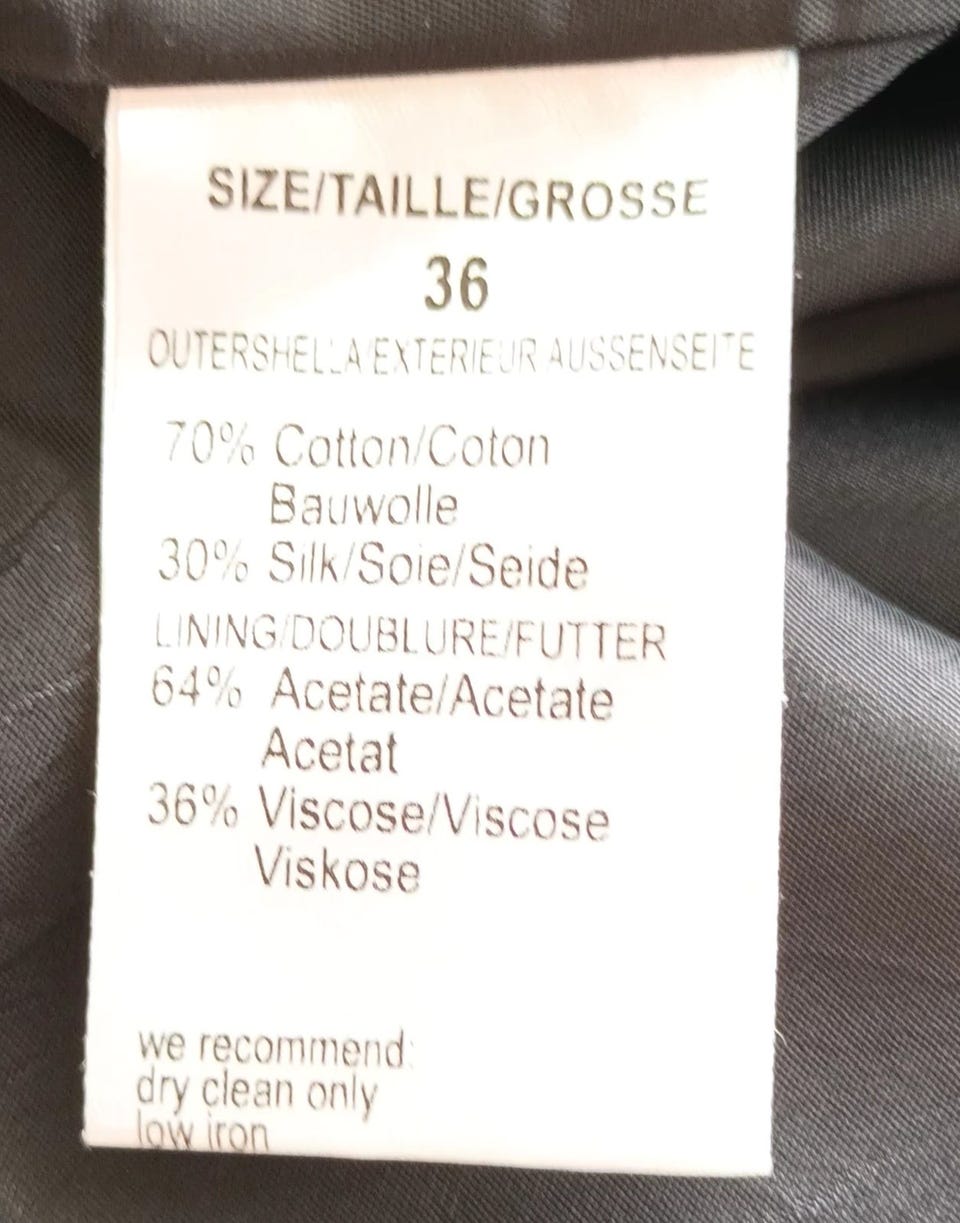 SIZE/TAILLE/GROSSE
36
OUTERSHELL A/EXTERIEUR AUSSENSEITE
70% Cotton/Coton
Bauwolle
30% Silk/Soie/Seide
LINING/DOUBLURE/FUTTER
64% Acetate/Acetate
Acetat
36% Viscose/Viscose
Viskose
we recommend:
dry clean only
low iron